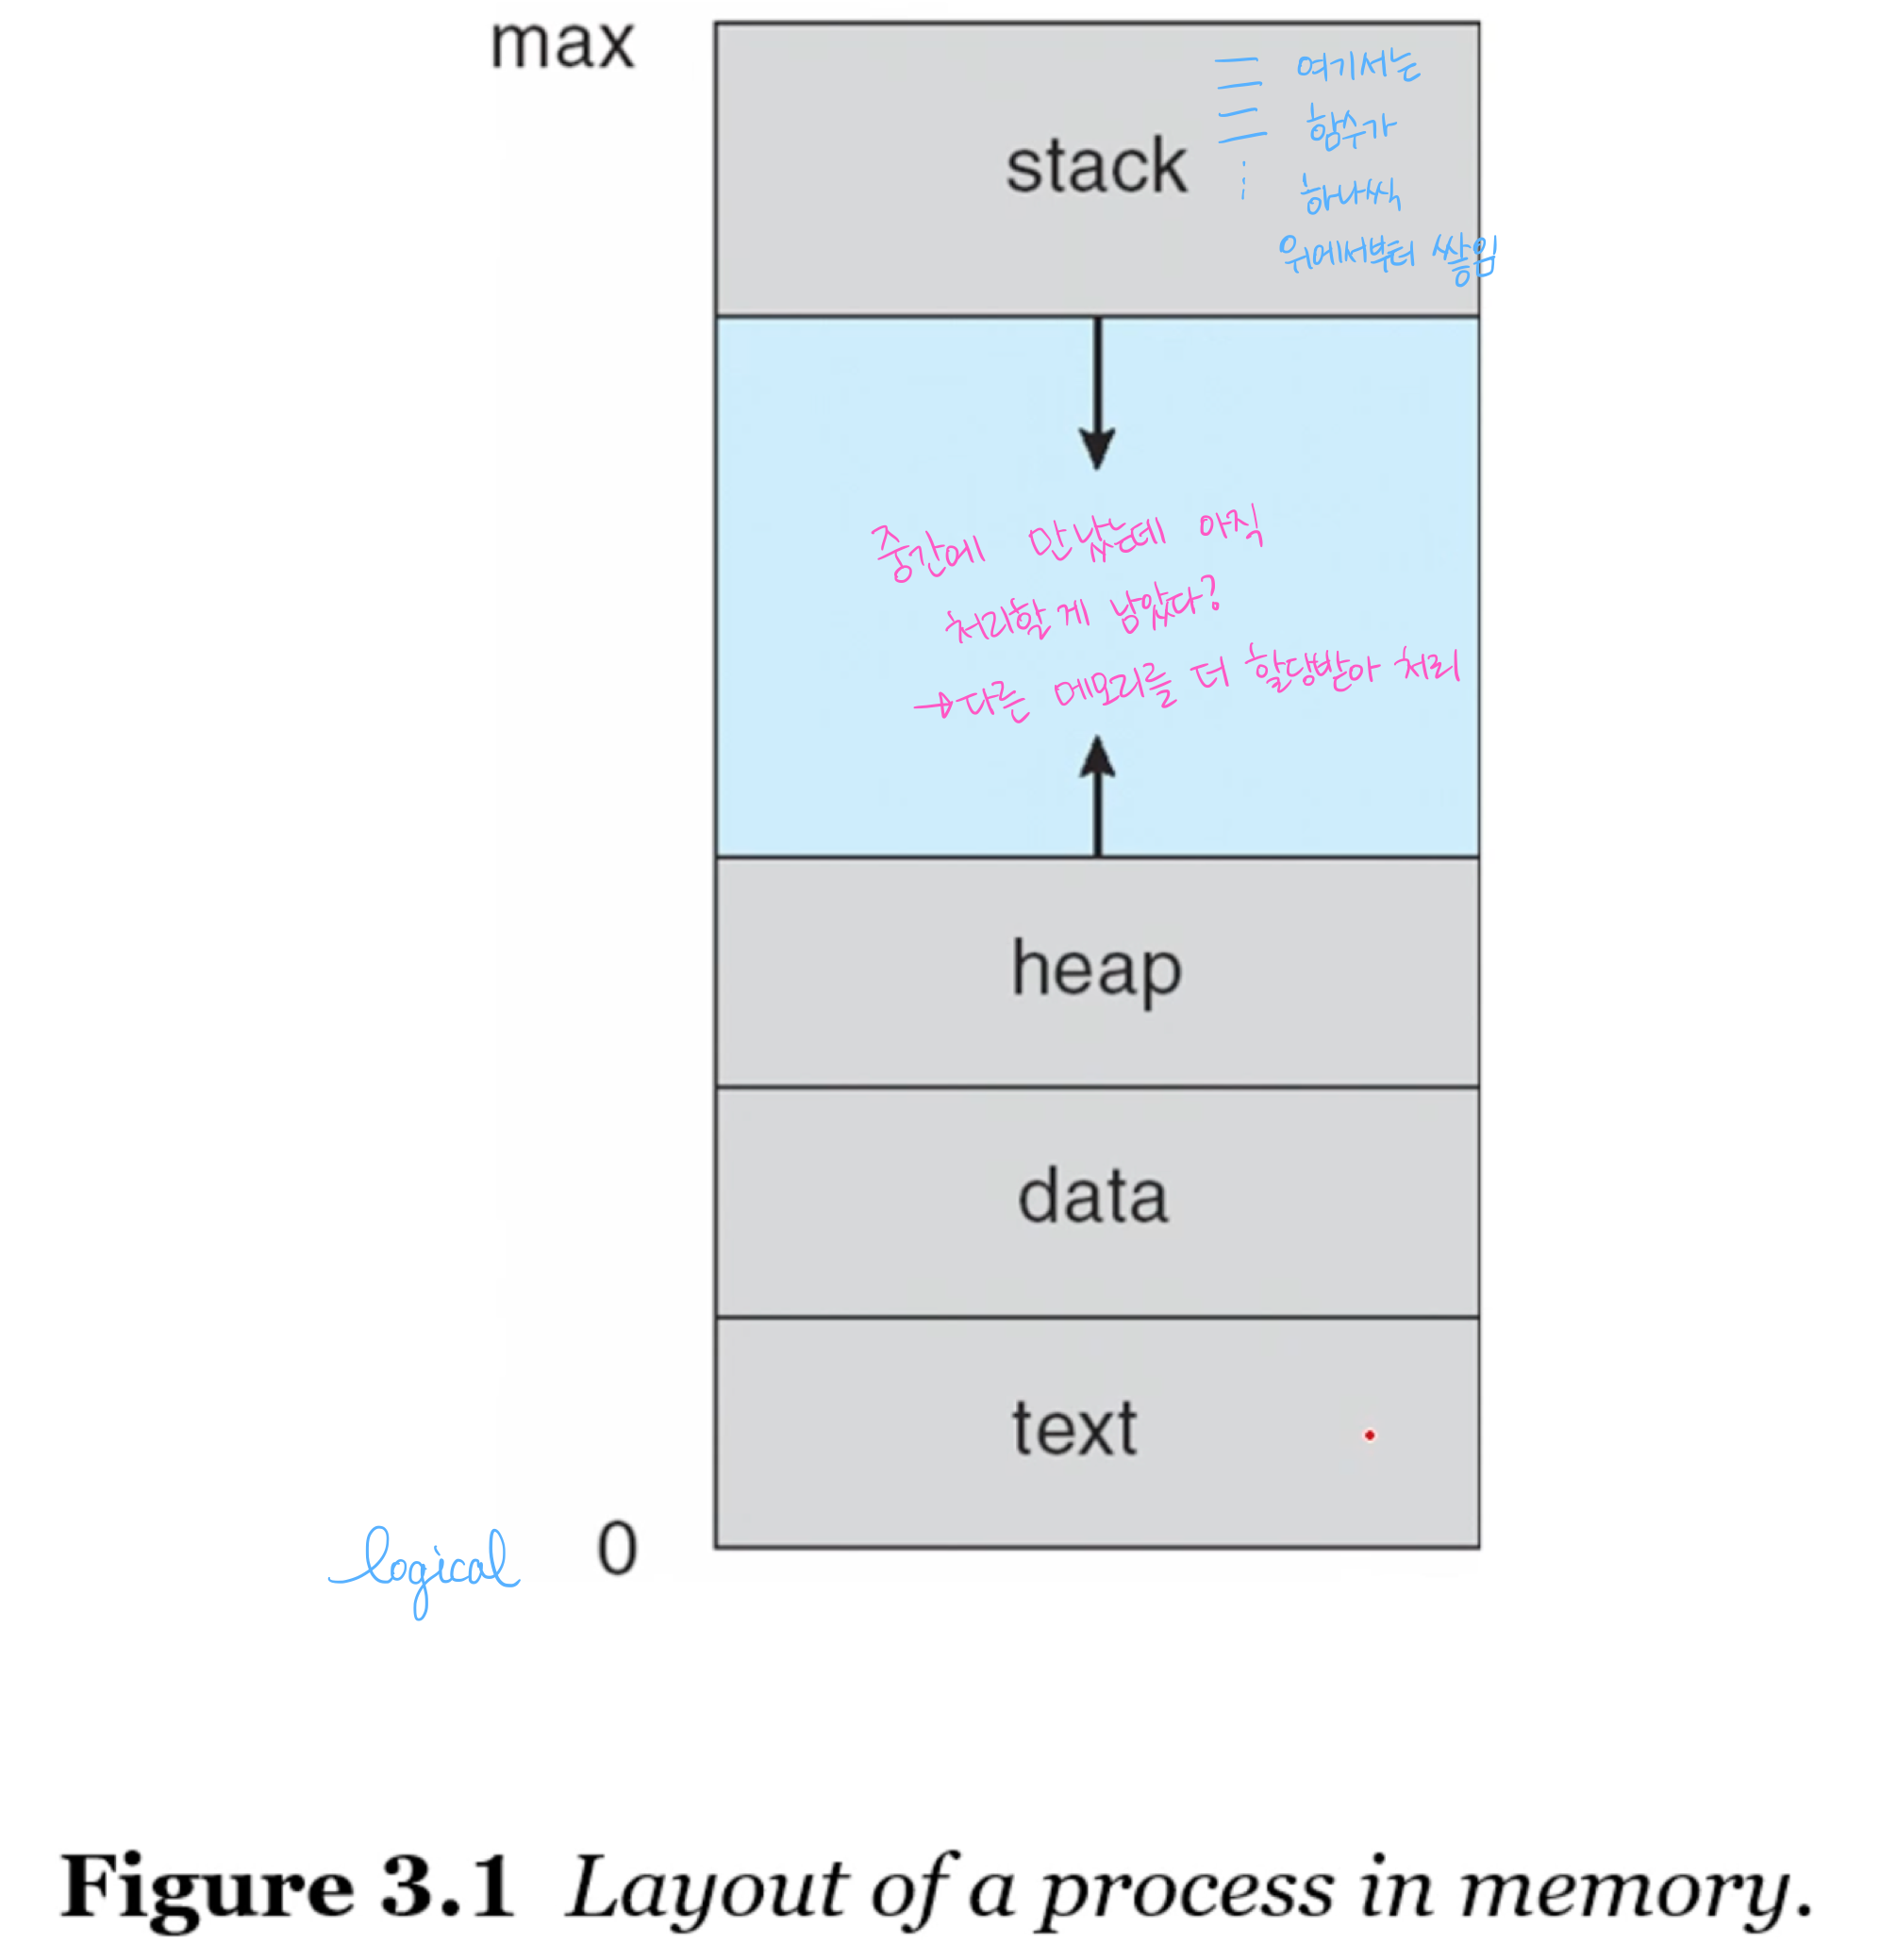 max
stack
여기서는
함수가
하나씩
위에서부터 쌓임
중간에 만났는데 아직
처리할게 남았다?
→다른 메모리를 더 할당받아 처리
heap
data
text
0
logical
Figure 3.1 Layout of a process in memory.